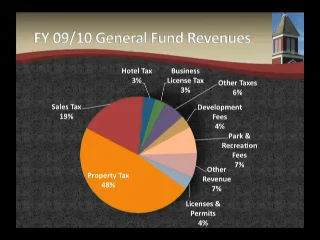 FY 09/10 General Fund Revenues
Hotel Tax
3%
Business
License Tax
3%
Other Taxes
6%
Development
Fees
4%
Park &
Recreation
Fees
7%
Other
Revenue
7%
Licenses &
Permits
4%
Property Tax
48%
Sales Tax
19%